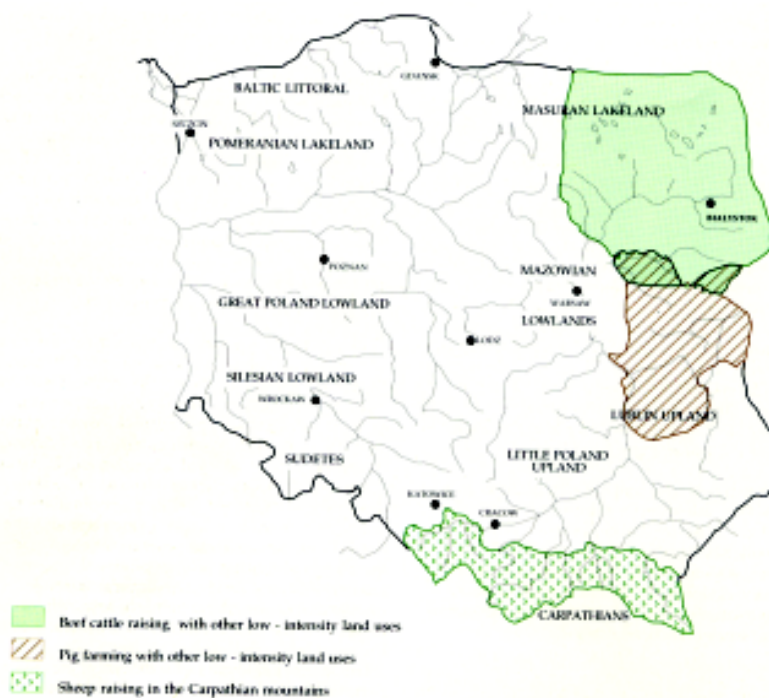 GDANSK
BALTIC LITTORAL
MASURAN LAKELAND
POMERANIAN LAKELAND
BIALYSTOK
POZNAN
MAZOWIAN
WARSAW
GREAT POLAND LOWLAND
LOWLANDS
LODZ
SILESIAN LOWLAND
WROCLAW
LUBLIN UPLAND
SUDETES
LITTLE POLAND
UPLAND
KATOWICE
CRACOW
CARPATHIANS
Beef cattle raising with other low - intensity land uses
Pig farming with other low - intensity land uses
Sheep raising in the Carpathian mountains